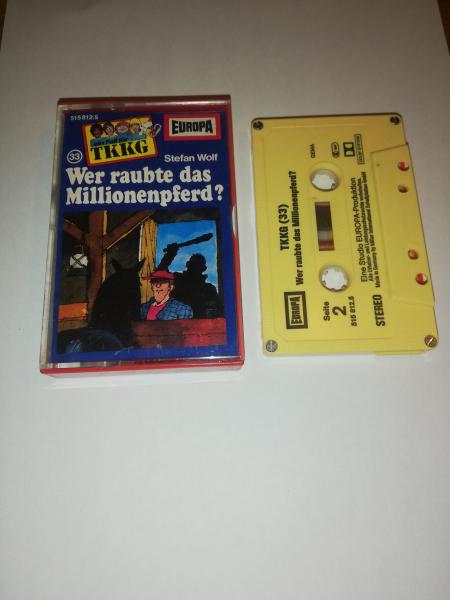 515 812.5
ein Fall für
TKKG
EUROPA
33
Stefan Wolf
Wer raubte das
Millionenpferd?
TKKG (33)
Wer raubte das Millionenpferd?
GEMA
EUROPA
Seite
2
515 812.5
STEREO
Eine Studio EUROPA-Produktion